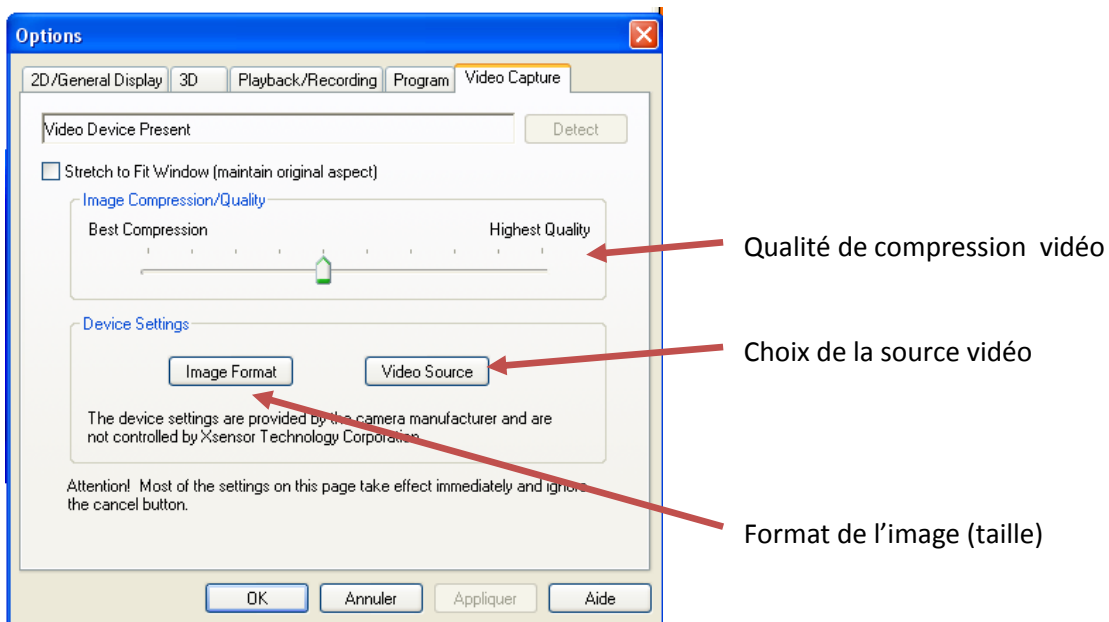 Options
2D/General Display 3D Playback/Recording Program Video Capture
Video Device Present Detect
Stretch to Fit Window (maintain original aspect)
Image Compression/Quality
Best Compression Highest Quality
Qualité de compression vidéo
Device Settings
Choix de la source vidéo
Image Format Video Source
The device settings are provided by the camera manufacturer and are
not controlled by Xsensor Technology Corporation.
Attention! Most of the settings on this page take effect immediately and ignore
the cancel button.
Format de l’image (taille)
OK Annuler Appliquer Aide